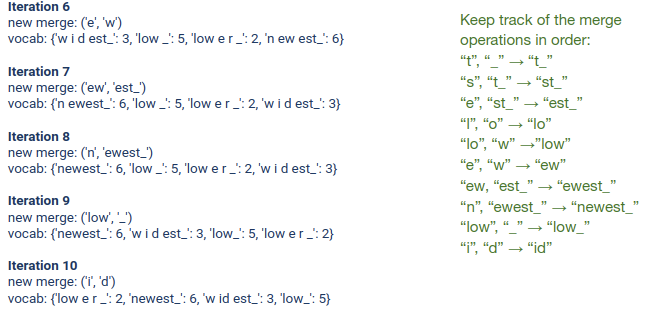 Iteration 6
new merge: ('e', 'w')
vocab: {'w i d est_': 3, 'low _': 5, 'low e r _': 2, 'n ew est_': 6}
Iteration 7
new merge: ('ew', 'est_')
vocab: {'n ewest_': 6, 'low _': 5, 'low e r _': 2, 'w i d est_': 3}
Iteration 8
new merge: ('n', 'ewest_')
vocab: {'newest_': 6, 'low _': 5, 'low e r _': 2, 'w i d est_': 3}
Iteration 9
new merge: ('low', '_')
vocab: {'newest_': 6, 'w i d est_': 3, 'low_': 5, 'low e r _': 2}
Iteration 10
new merge: ('i', 'd')
vocab: {'low e r _': 2, 'newest_': 6, 'w id est_': 3, 'low_': 5}
Keep track of the merge
operations in order:
“t”, “_” → “t_”
“s”, “t_” → “st_”
“e”, “st_” → “est_”
“l”, “o” → “lo”
“lo”, “w” →”low”
“e”, “w” → “ew”
“ew, “est_” → “ewest_”
“n”, “ewest_” → “newest_”
“low”, “_” → “low_”
“i”, “d” → “id”